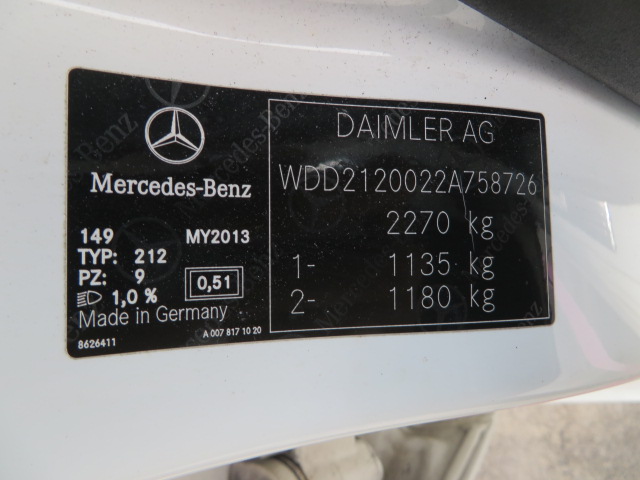 Mercedes-Benz
149 MY2013
TYP: 212
PZ: 9
1,0 % 0,51
Made in Germany
8626411 A 007 817 10 20
DAIMLER AG
WDD2120022A758726
2270 kg
1- 1135 kg
2- 1180 kg